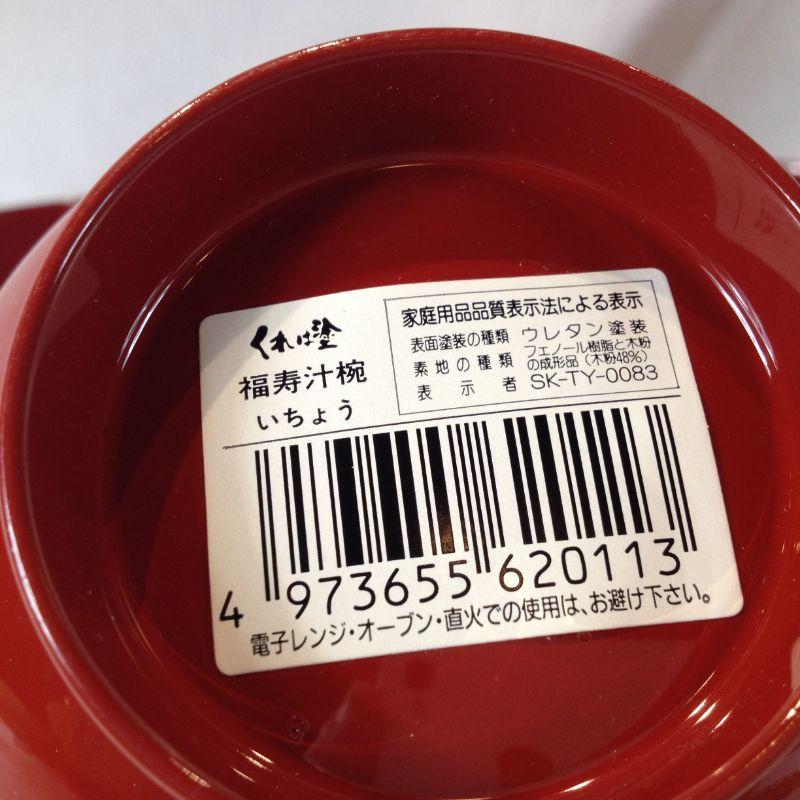 くれは塗
福寿汁椀
いちょう
家庭用品品質表示法による表示
表面塗装の種類 ウレタン塗装
素地の種類 フェノール樹脂と木粉
の成形品（木粉48%）
表示者 SK-TY-0083
4 973655 620113
電子レンジ・オーブン・直火での使用は、お避け下さい。